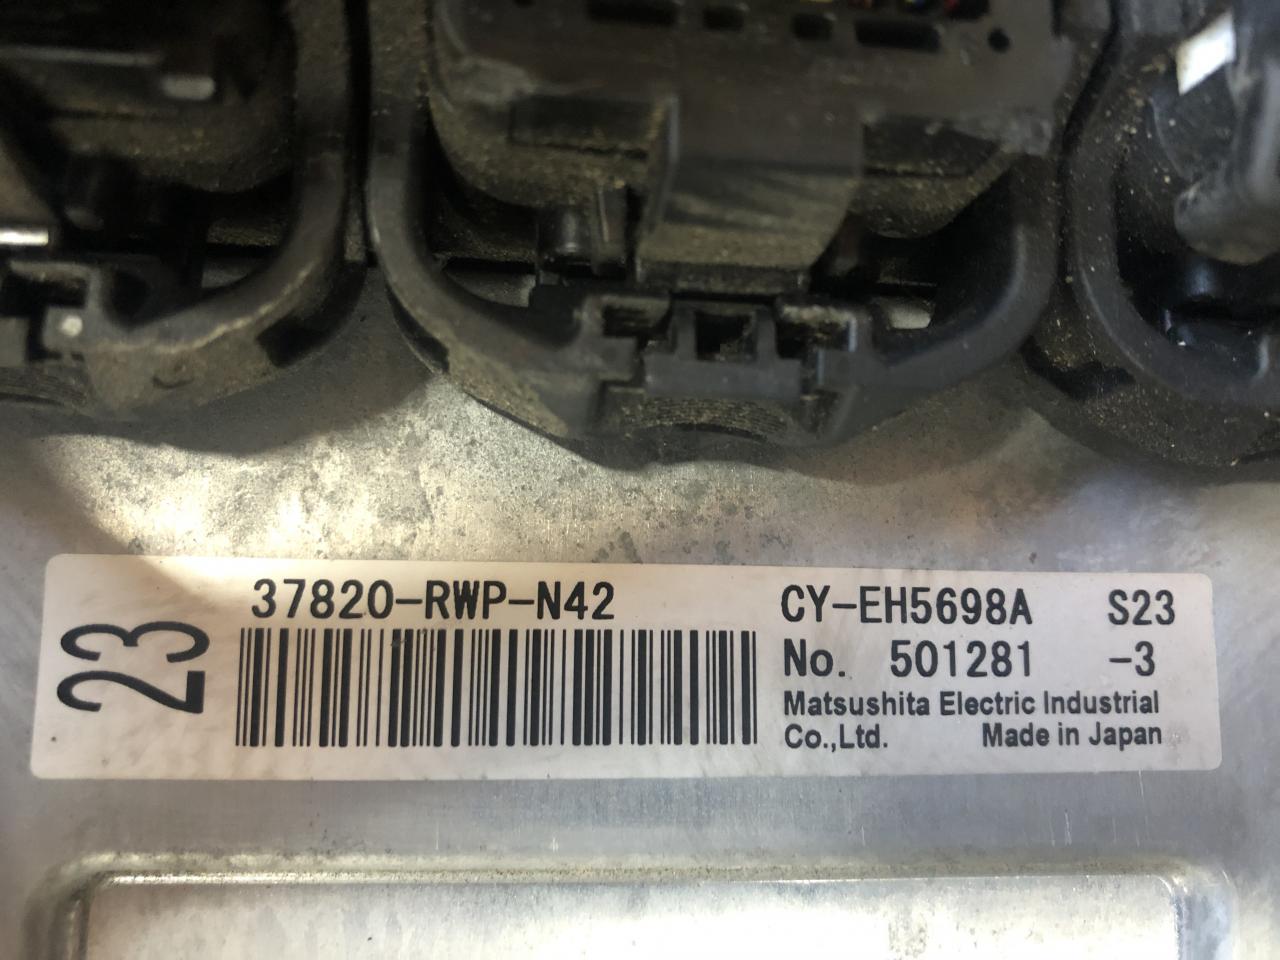 23
37820-RWP-N42
CY-EH5698A S23
No. 501281 -3
Matsushita Electric Industrial
Co.,Ltd. Made in Japan